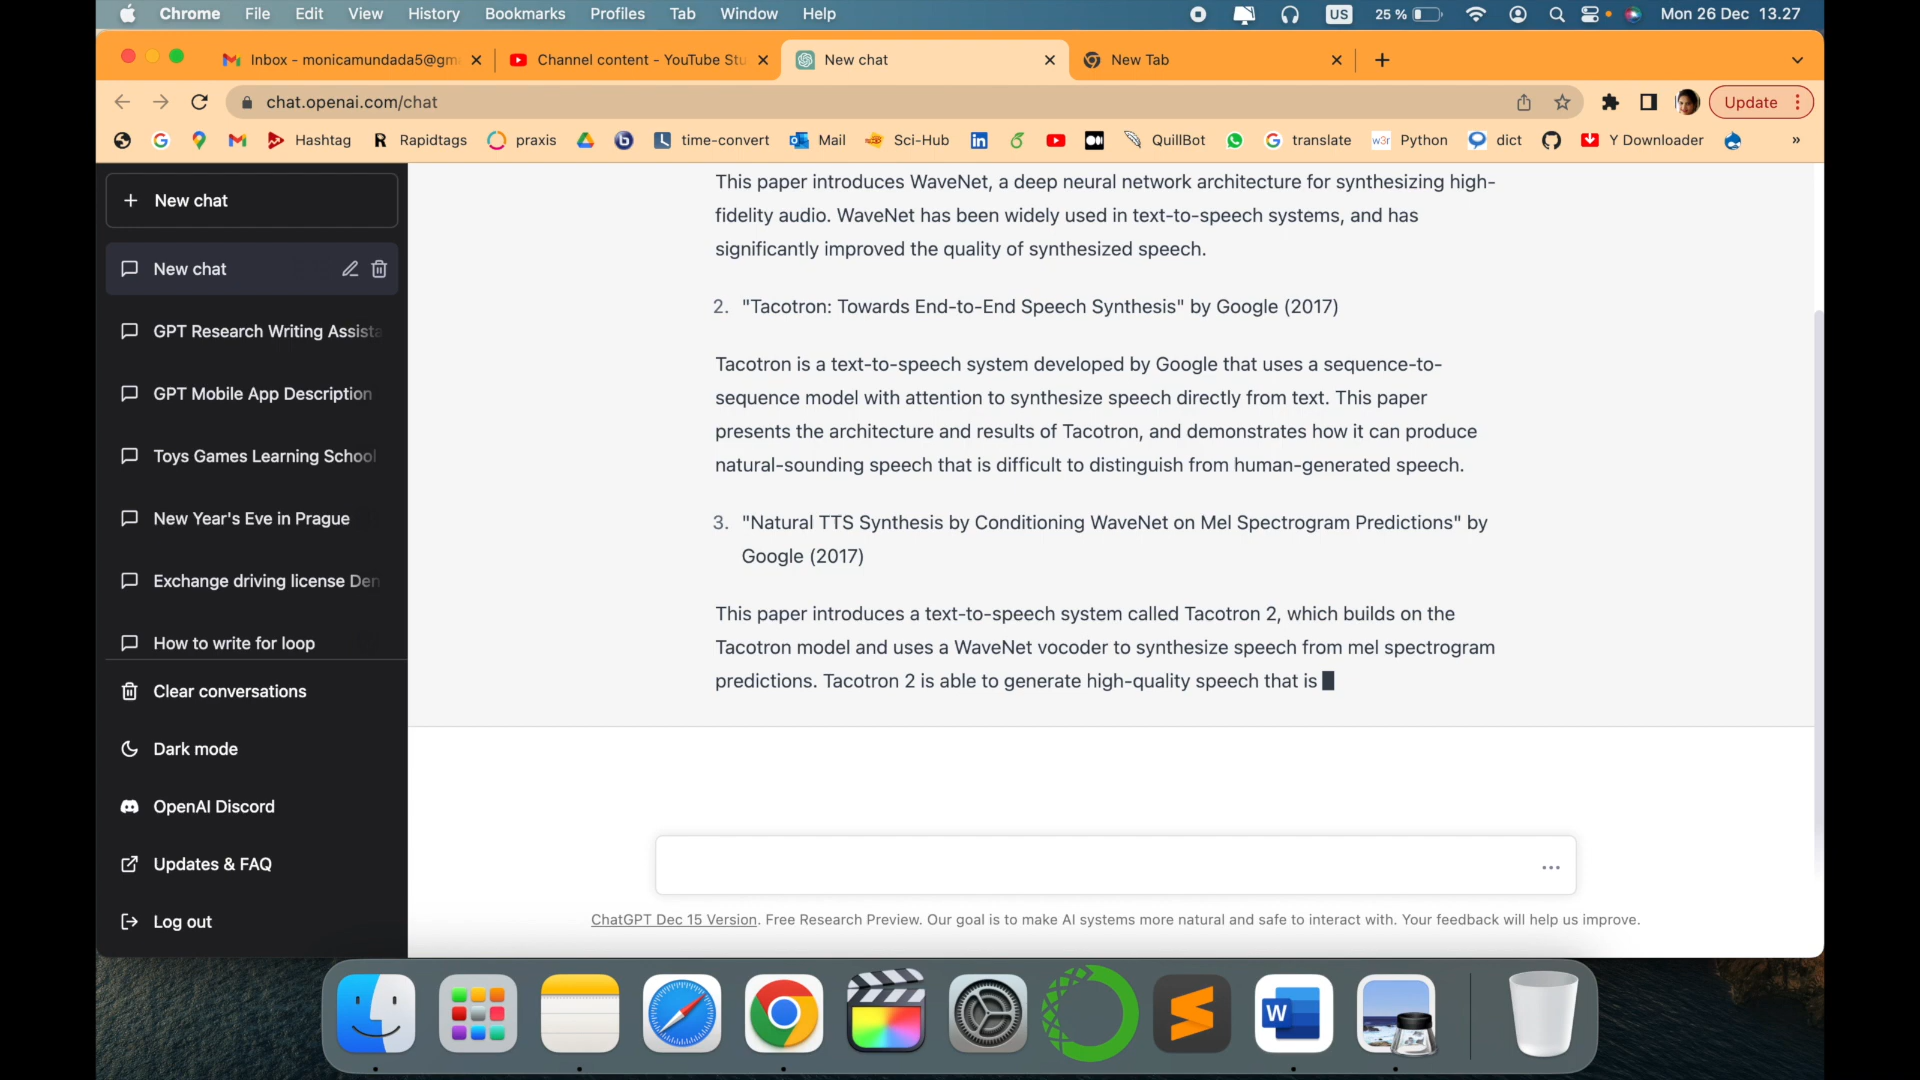 Chrome File Edit View History Bookmarks Profiles Tab Window Help US 25 % Mon 26 Dec 13.27
Inbox - monicamundada5@gm Channel content - YouTube Stu New chat New Tab
chat.openai.com/chat Update
Hashtag Rapidtags praxis time-convert Mail Sci-Hub QuillBot translate Python dict Y Downloader »
New chat
New chat
GPT Research Writing Assista
GPT Mobile App Description
Toys Games Learning School
New Year's Eve in Prague
Exchange driving license Den
How to write for loop
Clear conversations
Dark mode
OpenAI Discord
Updates & FAQ
Log out
This paper introduces WaveNet, a deep neural network architecture for synthesizing high-
fidelity audio. WaveNet has been widely used in text-to-speech systems, and has
significantly improved the quality of synthesized speech.
2. "Tacotron: Towards End-to-End Speech Synthesis" by Google (2017)
Tacotron is a text-to-speech system developed by Google that uses a sequence-to-
sequence model with attention to synthesize speech directly from text. This paper
presents the architecture and results of Tacotron, and demonstrates how it can produce
natural-sounding speech that is difficult to distinguish from human-generated speech.
3. "Natural TTS Synthesis by Conditioning WaveNet on Mel Spectrogram Predictions" by
Google (2017)
This paper introduces a text-to-speech system called Tacotron 2, which builds on the
Tacotron model and uses a WaveNet vocoder to synthesize speech from mel spectrogram
predictions. Tacotron 2 is able to generate high-quality speech that is
ChatGPT Dec 15 Version. Free Research Preview. Our goal is to make AI systems more natural and safe to interact with. Your feedback will help us improve.
W